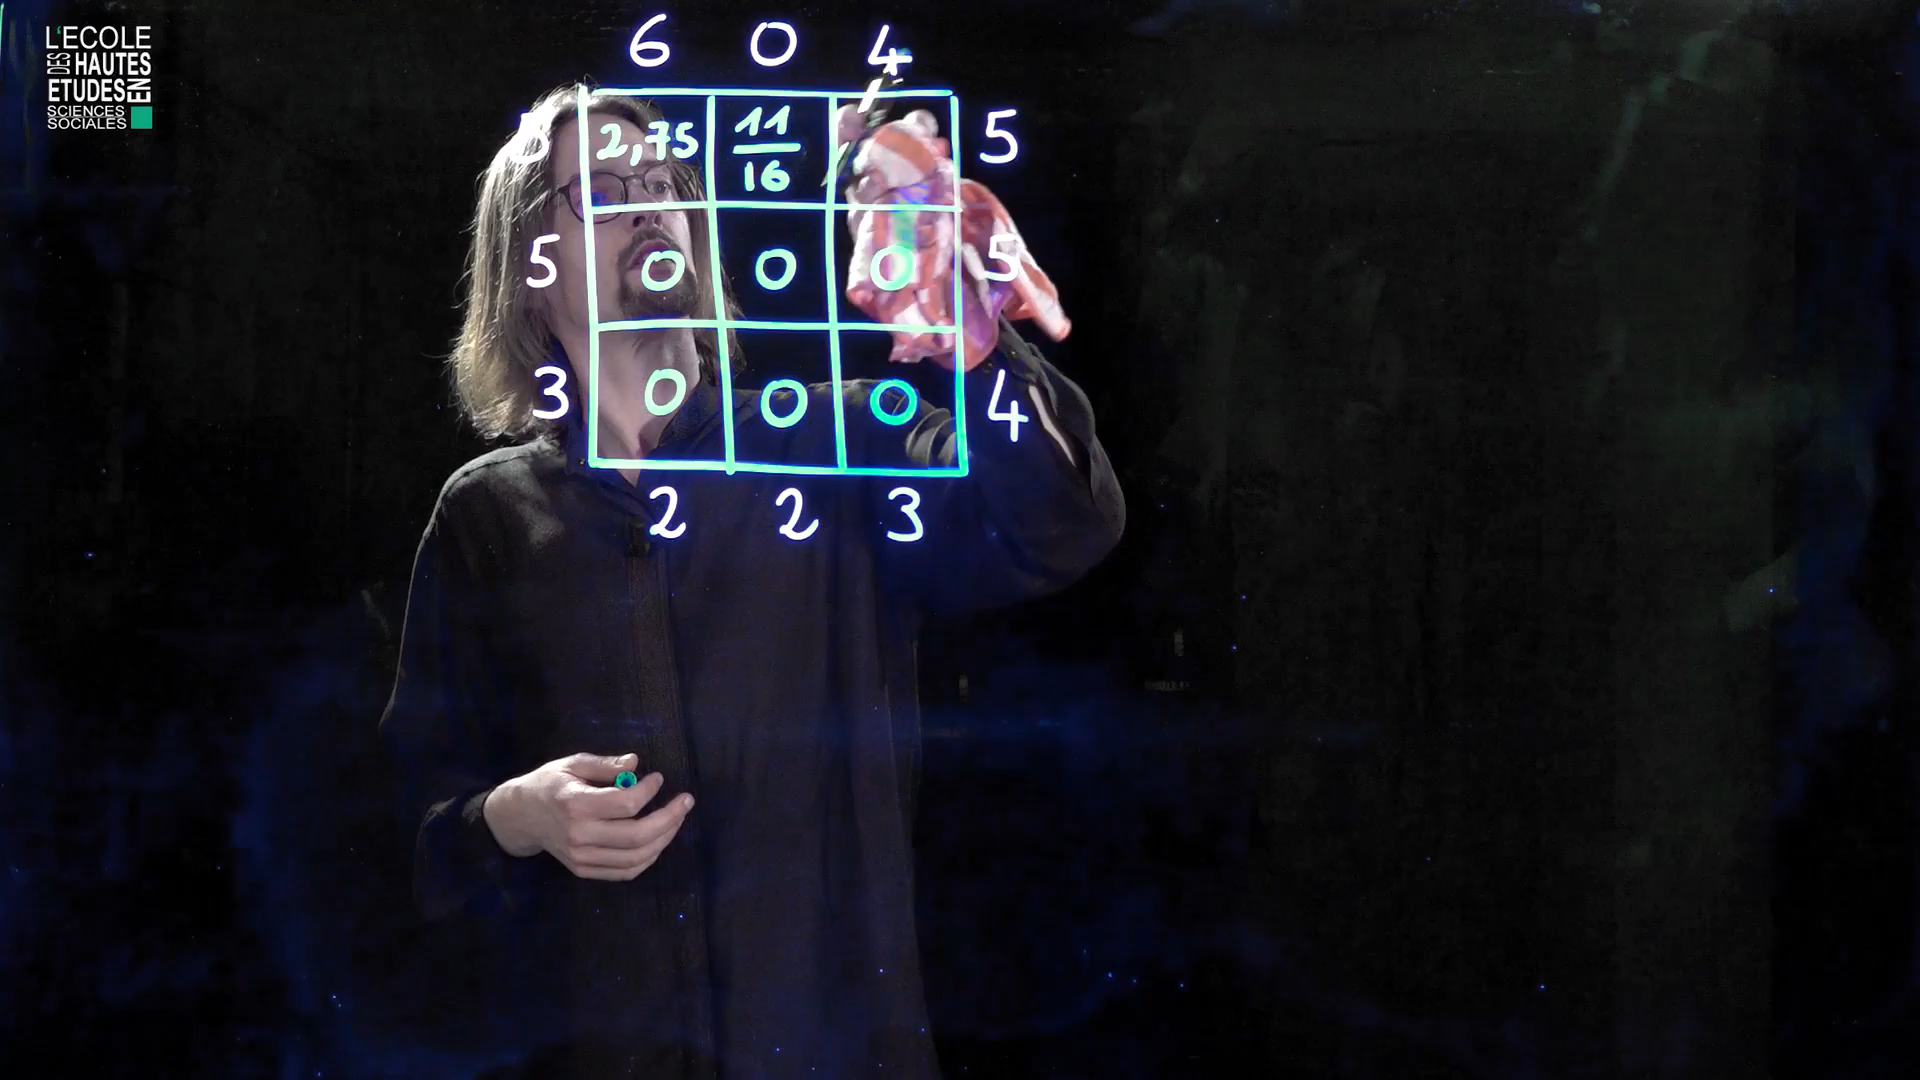 L'ECOLE
DES HAUTES
ETUDES EN
SCIENCES
SOCIALES
6 0 4
2,75 11/16 5
5 0 0 0 5
3 0 0 0 4
2 2 3